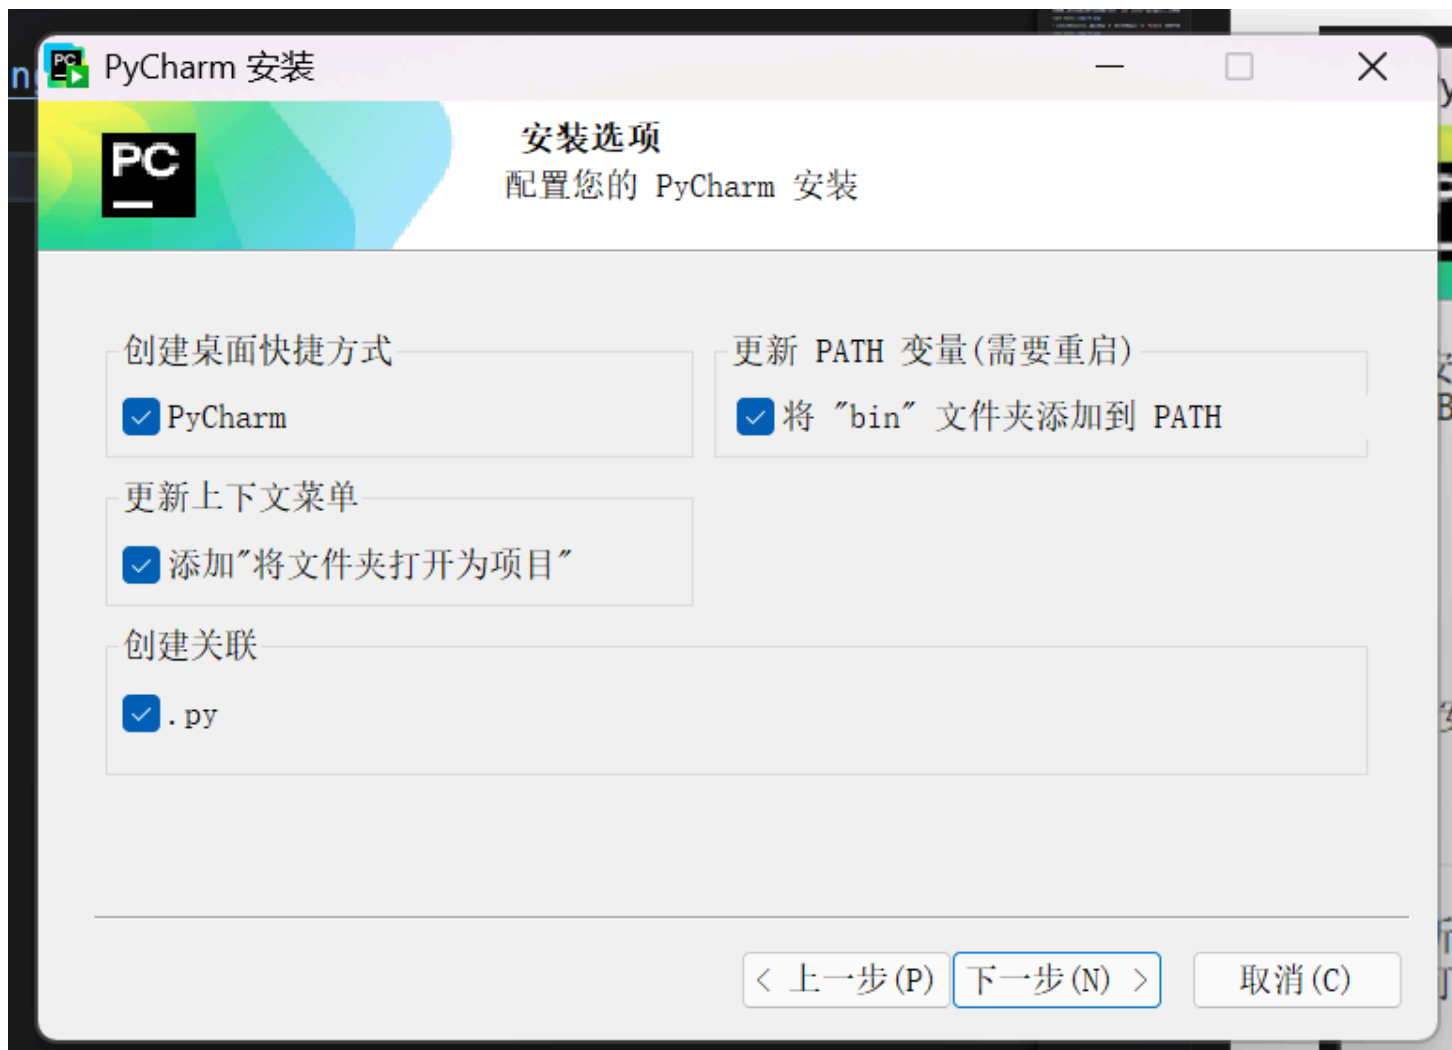 PyCharm 安装
PC
安装选项
配置您的 PyCharm 安装
创建桌面快捷方式
PyCharm
更新 PATH 变量(需要重启)
将 "bin" 文件夹添加到 PATH
更新上下文菜单
添加"将文件夹打开为项目"
创建关联
.py
< 上一步(P)
下一步(N) >
取消(C)